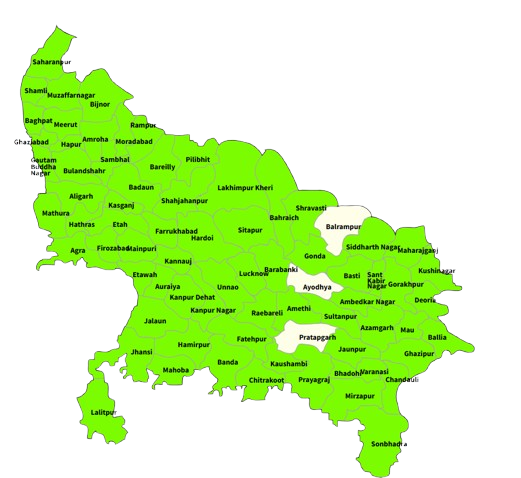 Saharanpur
Shamli
Muzaffarnagar
Bijnor
Baghpat
Meerut
Rampur
Ghaziabad
Hapur
Amroha
Moradabad
Gautam
Buddha
Nagar
Bulandshahr
Sambhal
Bareilly
Pilibhit
Badaun
Lakhimpur Kheri
Aligarh
Kasganj
Shahjahanpur
Shravasti
Mathura
Bahraich
Hathras
Etah
Farrukhabad
Hardoi
Sitapur
Balrampur
Agra
Firozabad
Mainpuri
Siddharth Nagar
Maharajganj
Kannauj
Gonda
Etawah
Lucknow
Barabanki
Basti
Sant
Kabir
Nagar
Gorakhpur
Kushinagar
Auraiya
Unnao
Ayodhya
Kanpur Dehat
Ambedkar Nagar
Deoria
Kanpur Nagar
Raebareli
Amethi
Sultanpur
Jalaun
Azamgarh
Mau
Ballia
Jhansi
Hamirpur
Fatehpur
Pratapgarh
Jaunpur
Ghazipur
Mahoba
Banda
Kaushambi
Chitrakoot
Prayagraj
Bhadohi
Varanasi
Chandauli
Mirzapur
Lalitpur
Sonbhadra